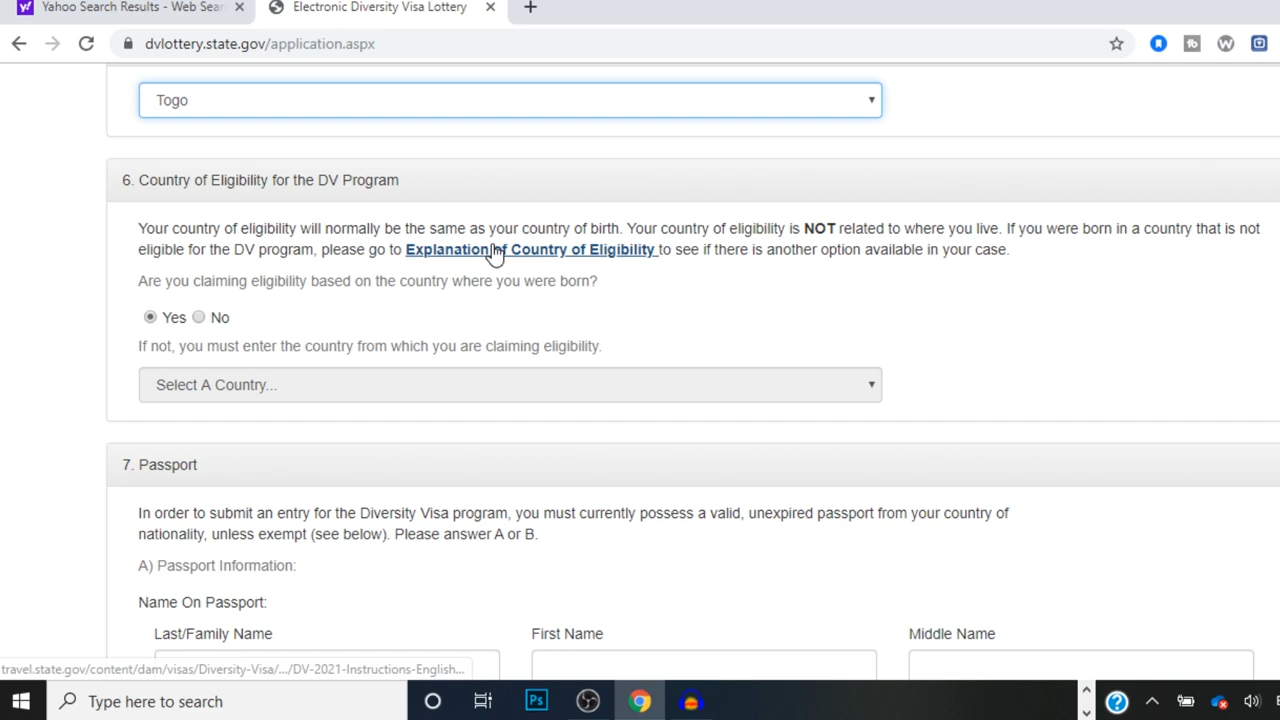 Yahoo Search Results - Web Sear
Electronic Diversity Visa Lottery
dvlottery.state.gov/application.aspx
Togo
6. Country of Eligibility for the DV Program
Your country of eligibility will normally be the same as your country of birth. Your country of eligibility is NOT related to where you live. If you were born in a country that is not
eligible for the DV program, please go to Explanation of Country of Eligibility to see if there is another option available in your case.
Are you claiming eligibility based on the country where you were born?
Yes No
If not, you must enter the country from which you are claiming eligibility.
Select A Country...
7. Passport
In order to submit an entry for the Diversity Visa program, you must currently possess a valid, unexpired passport from your country of
nationality, unless exempt (see below). Please answer A or B.
A) Passport Information:
Name On Passport:
Last/Family Name First Name Middle Name
travel.state.gov/content/dam/visas/Diversity-Visa/.../DV-2021-Instructions-English...
Type here to search